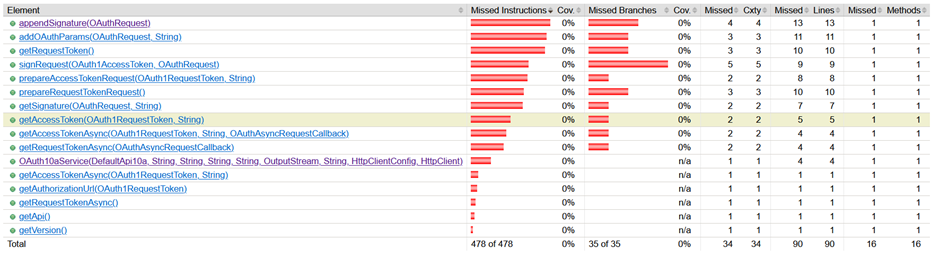 Element Missed Instructions Cov. Missed Branches Cov. Missed Cxty Missed Lines Missed Methods
appendSignature(OAuthRequest) 0% 0% 4 4 13 13 1 1
addOAuthParams(OAuthRequest, String) 0% 0% 3 3 11 11 1 1
getRequestToken() 0% 0% 3 3 10 10 1 1
signRequest(OAuth1AccessToken, OAuthRequest) 0% 0% 5 5 9 9 1 1
prepareAccessTokenRequest(OAuth1RequestToken, String) 0% 0% 2 2 8 8 1 1
prepareRequestTokenRequest() 0% 0% 3 3 10 10 1 1
getSignature(OAuthRequest, String) 0% 0% 2 2 7 7 1 1
getAccessToken(OAuth1RequestToken, String) 0% 0% 2 2 5 5 1 1
getAccessTokenAsync(OAuth1RequestToken, String, OAuthAsyncRequestCallback) 0% 0% 2 2 4 4 1 1
getRequestTokenAsync(OAuthAsyncRequestCallback) 0% 0% 2 2 4 4 1 1
OAuth10aService(DefaultApi10a, String, String, String, String, OutputStream, String, HttpClientConfig, HttpClient) 0% n/a 1 1 4 4 1 1
getAccessTokenAsync(OAuth1RequestToken, String) 0% n/a 1 1 1 1 1 1
getAuthorizationUrl(OAuth1RequestToken) 0% n/a 1 1 1 1 1 1
getRequestTokenAsync() 0% n/a 1 1 1 1 1 1
getApi() 0% n/a 1 1 1 1 1 1
getVersion() 0% n/a 1 1 1 1 1 1
Total 478 of 478 0% 35 of 35 0% 34 34 90 90 16 16